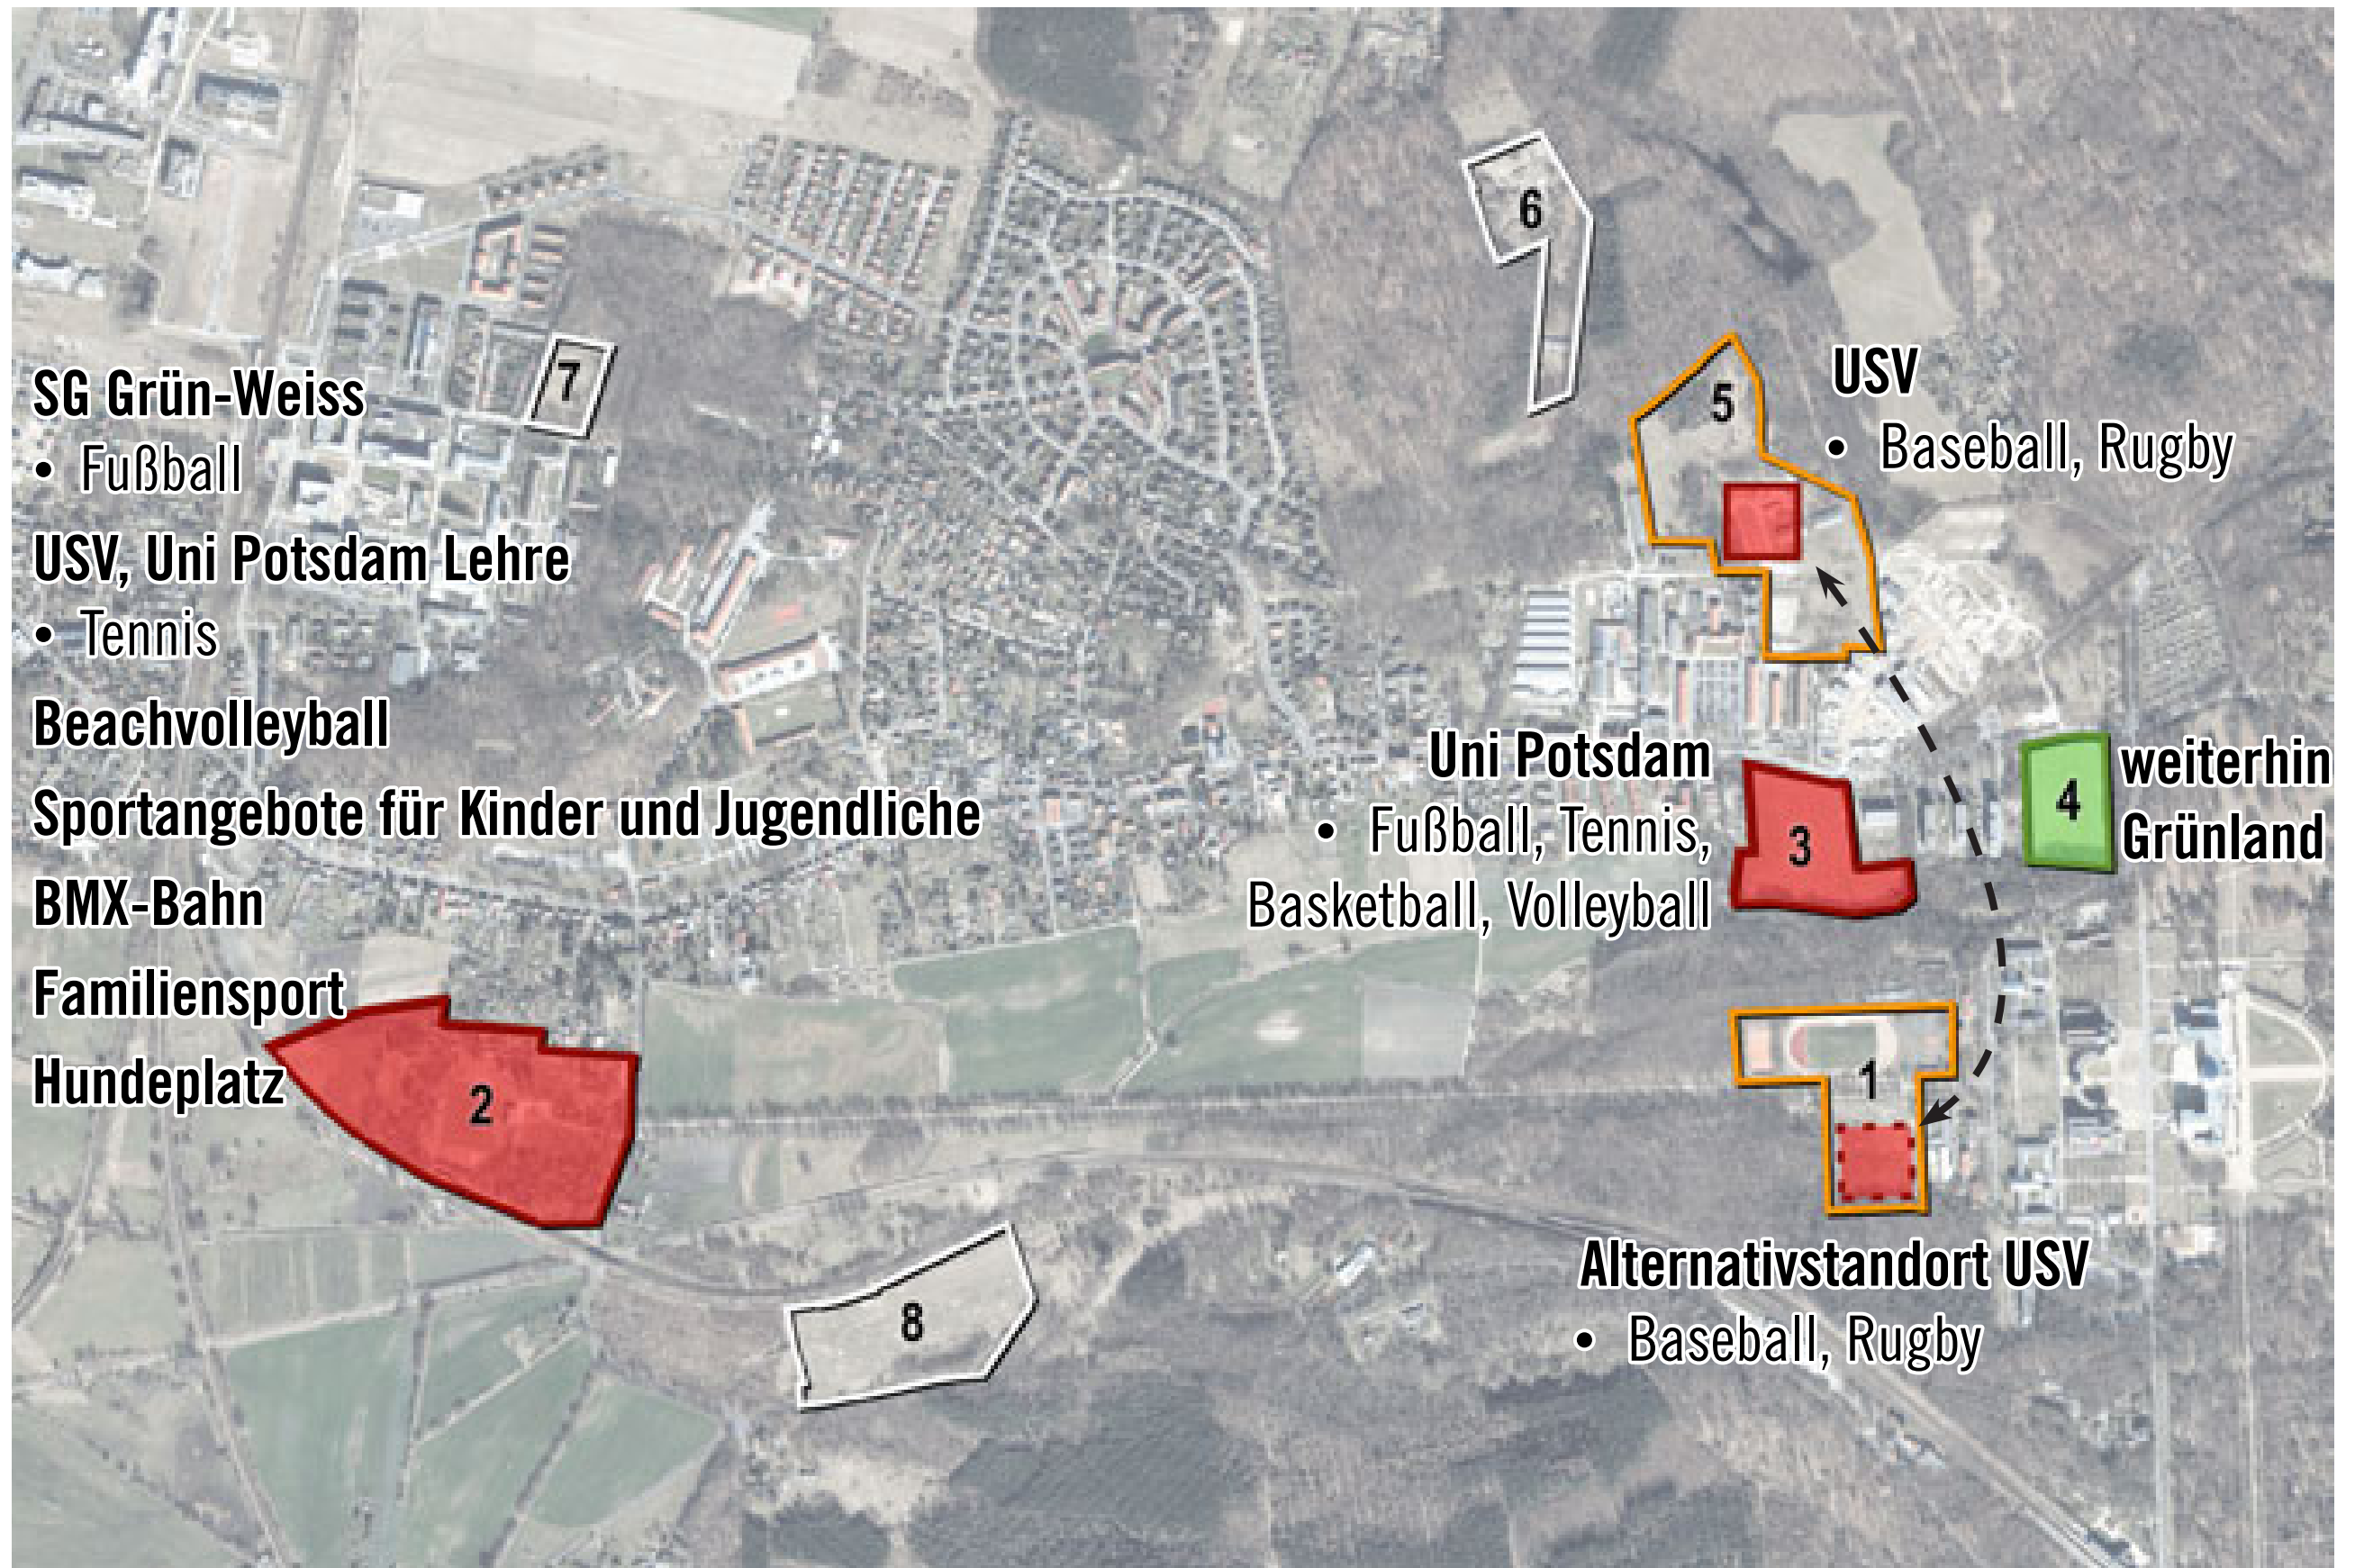 6
5
USV
• Baseball, Rugby
7
SG Grün-Weiss
• Fußball
USV, Uni Potsdam Lehre
• Tennis
Beachvolleyball
Sportangebote für Kinder und Jugendliche
BMX-Bahn
Familiensport
Hundeplatz
2
Uni Potsdam
• Fußball, Tennis,
Basketball, Volleyball
3
4
weiterhin
Grünland
1
Alternativstandort USV
• Baseball, Rugby
8